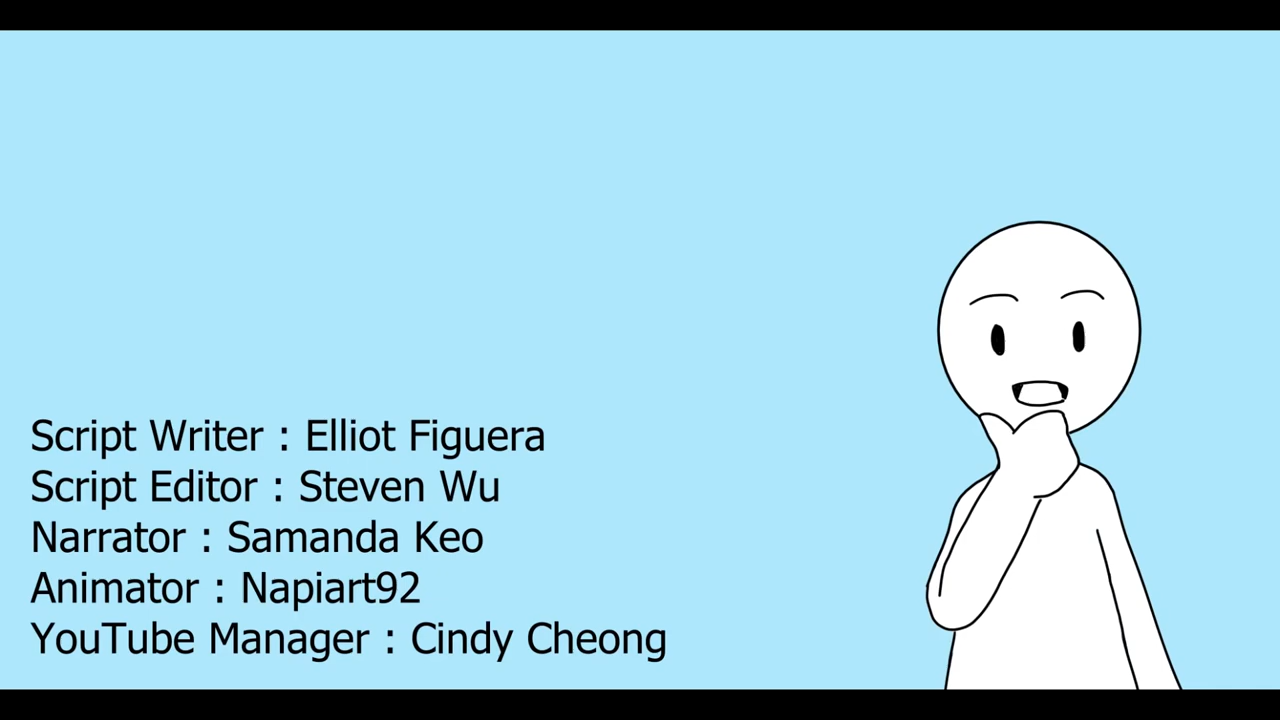 Script Writer : Elliot Figuera
Script Editor : Steven Wu
Narrator : Samanda Keo
Animator : Napiart92
YouTube Manager : Cindy Cheong